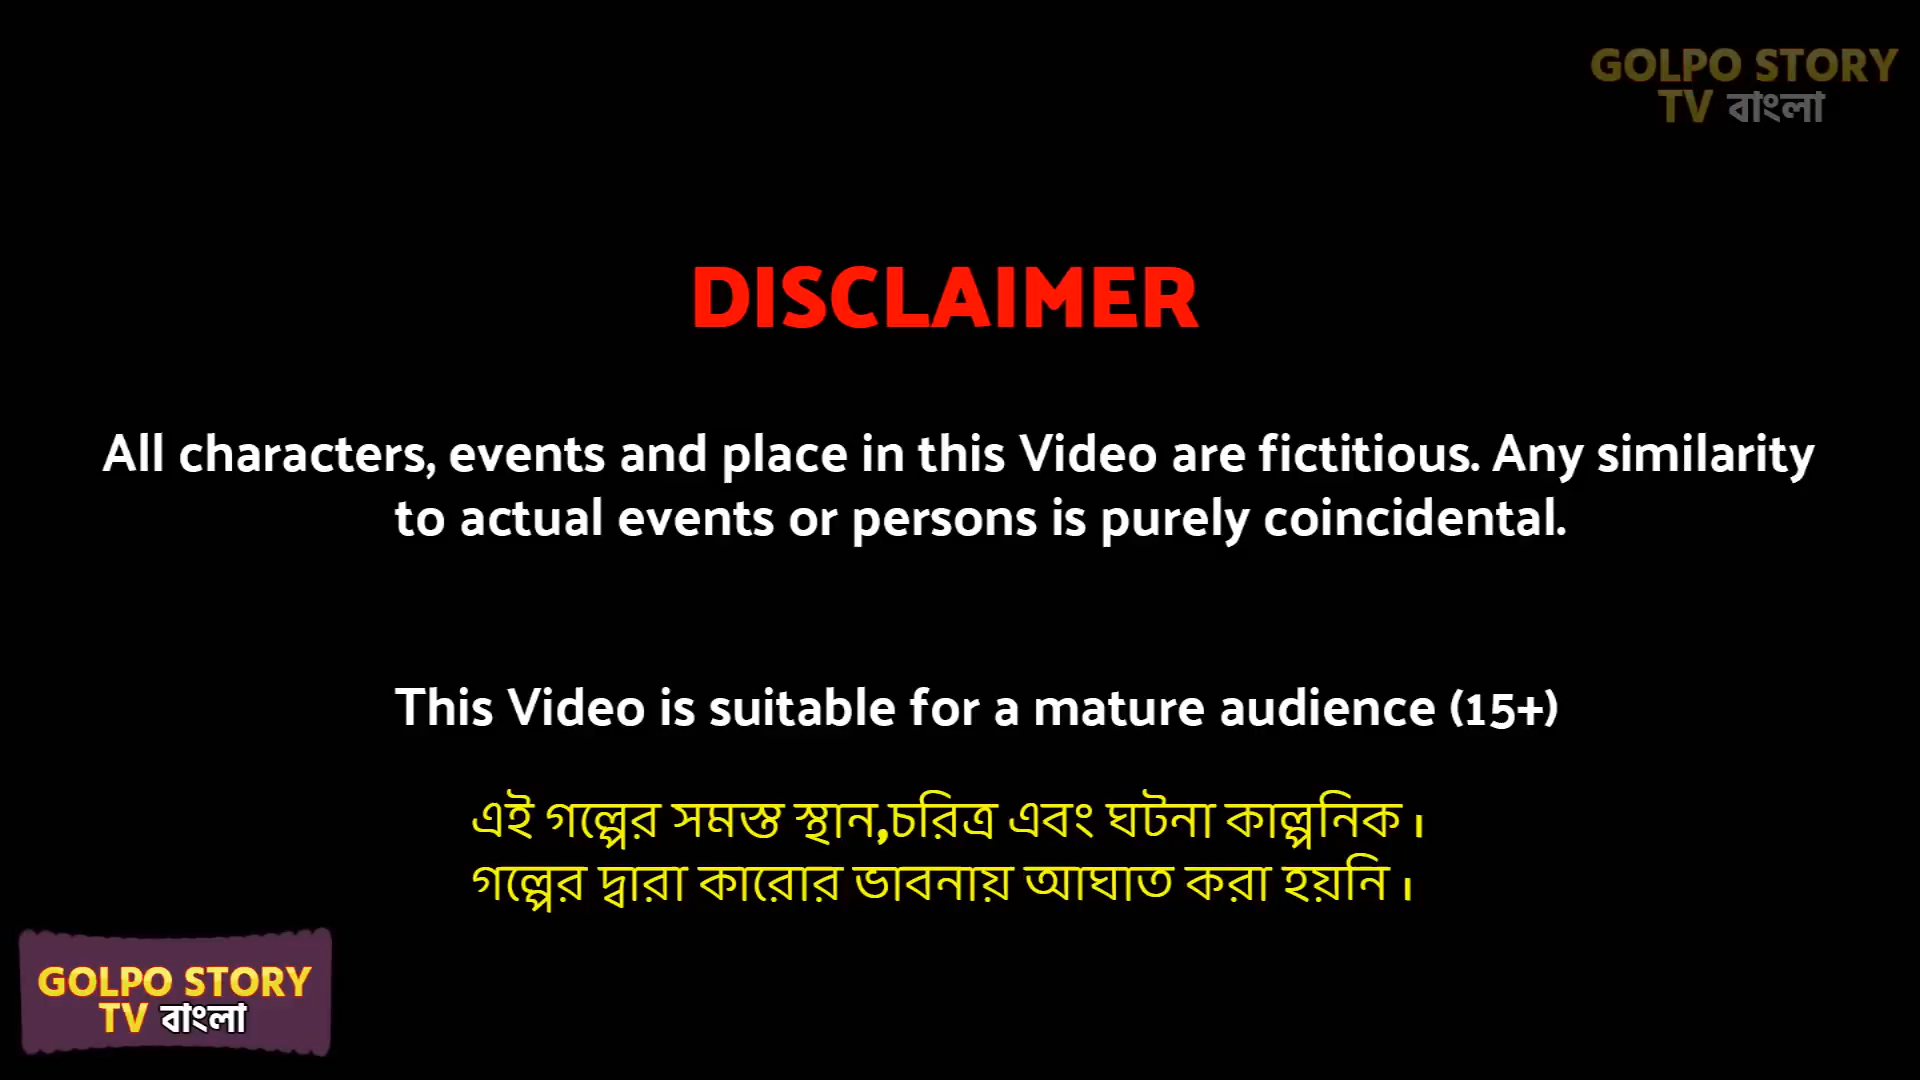 GOLPO STORY
TV বাংলা
DISCLAIMER
All characters, events and place in this Video are fictitious. Any similarity
to actual events or persons is purely coincidental.
This Video is suitable for a mature audience (15+)
এই গল্পের সমস্ত স্থান,চরিত্র এবং ঘটনা কাল্পনিক।
গল্পের দ্বারা কারোর ভাবনায় আঘাত করা হয়নি।
GOLPO STORY
TV বাংলা